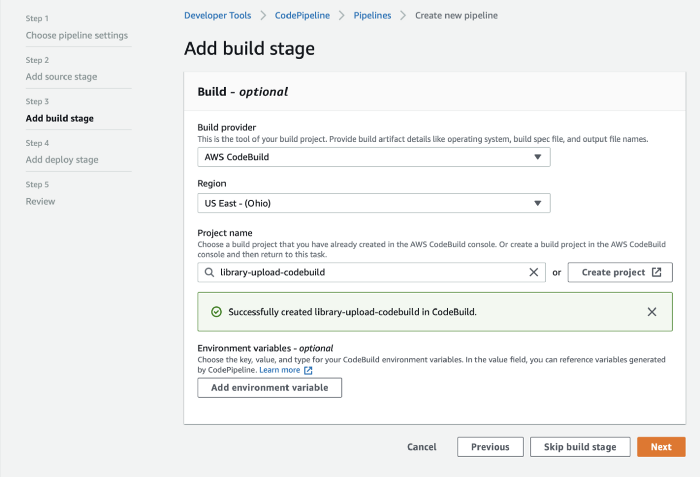 Step 1
Choose pipeline settings
Step 2
Add source stage
Step 3
Add build stage
Step 4
Add deploy stage
Step 5
Review
Developer Tools > CodePipeline > Pipelines > Create new pipeline
Add build stage
Build - optional
Build provider
This is the tool of your build project. Provide build artifact details like operating system, build spec file, and output file names.
AWS CodeBuild
Region
US East - (Ohio)
Project name
Choose a build project that you have already created in the AWS CodeBuild console. Or create a build project in the AWS CodeBuild
console and then return to this task.
library-upload-codebuild
or
Create project
Successfully created library-upload-codebuild in CodeBuild.
Environment variables - optional
Choose the key, value, and type for your CodeBuild environment variables. In the value field, you can reference variables generated
by CodePipeline. Learn more
Add environment variable
Cancel
Previous
Skip build stage
Next